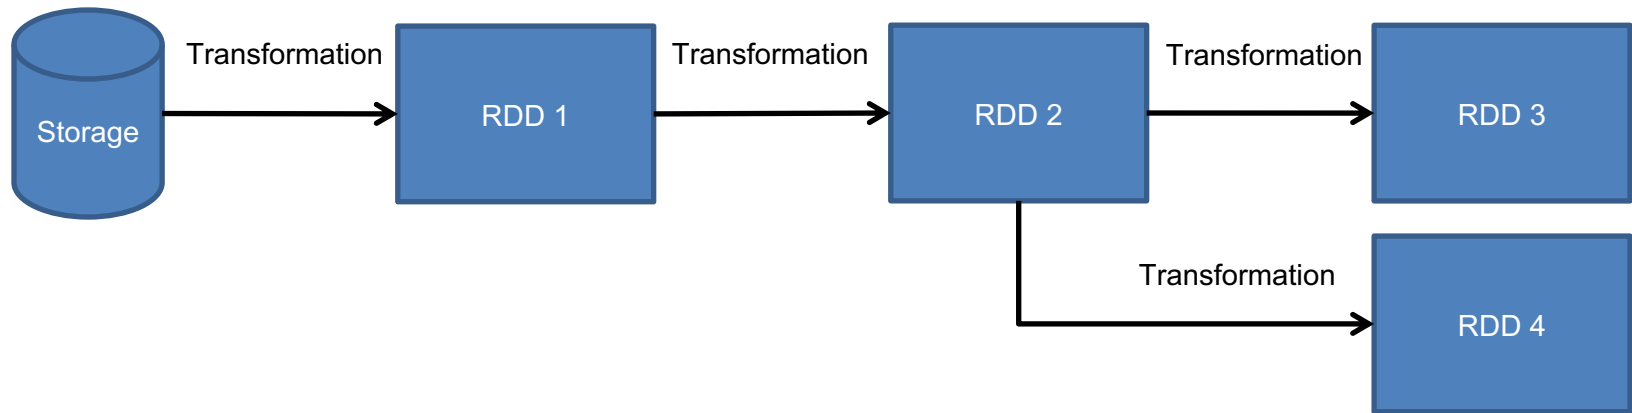 Transformation
Transformation
Transformation
Storage
RDD 1
RDD 2
RDD 3
Transformation
RDD 4